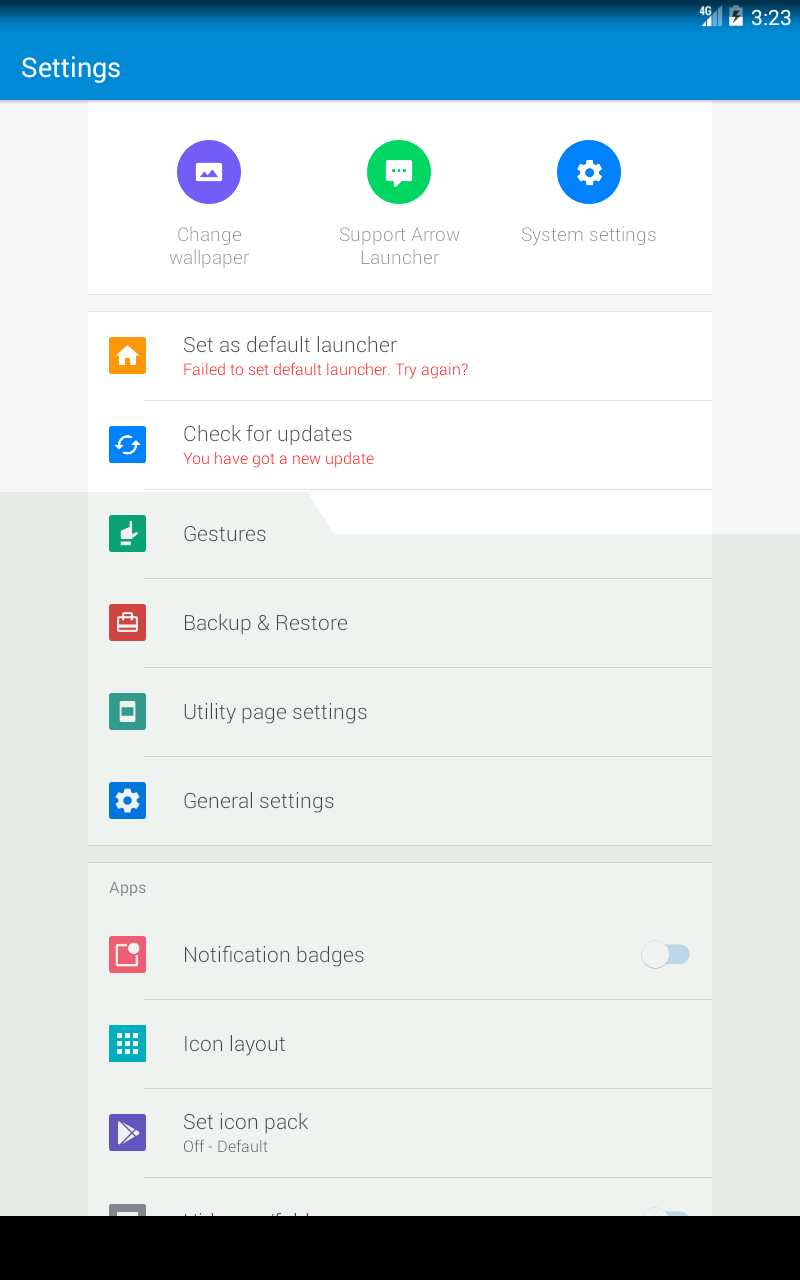 4G 3:23
Settings
Change
wallpaper
Support Arrow
Launcher
System settings
Set as default launcher
Failed to set default launcher. Try again?
Check for updates
You have got a new update
Gestures
Backup & Restore
Utility page settings
General settings
Apps
Notification badges
Icon layout
Set icon pack
Off - Default